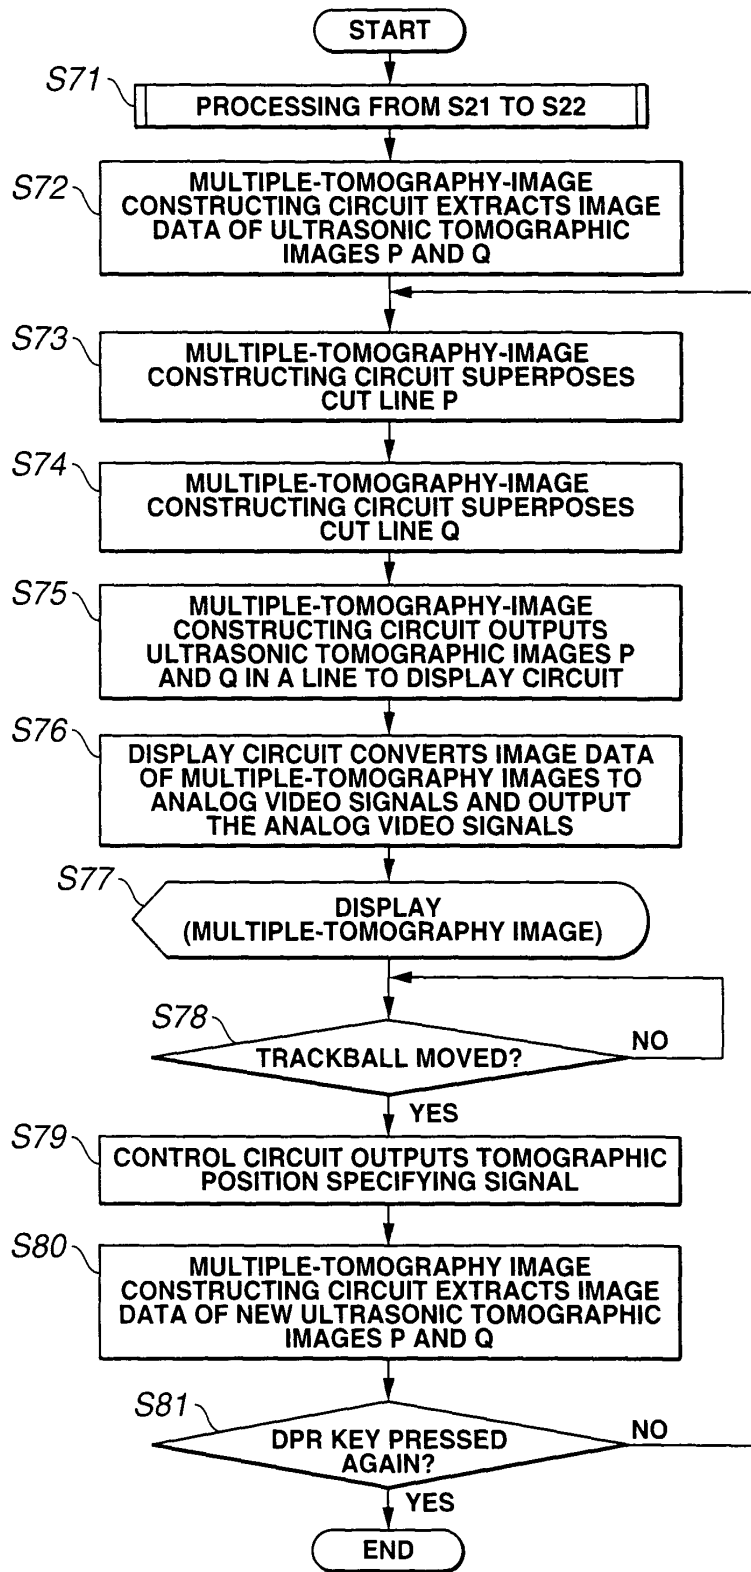 START
S71
PROCESSING FROM S21 TO S22
S72
MULTIPLE-TOMOGRAPHY-IMAGE
CONSTRUCTING CIRCUIT EXTRACTS IMAGE
DATA OF ULTRASONIC TOMOGRAPHIC
IMAGES P AND Q
S73
MULTIPLE-TOMOGRAPHY-IMAGE
CONSTRUCTING CIRCUIT SUPERPOSES
CUT LINE P
S74
MULTIPLE-TOMOGRAPHY-IMAGE
CONSTRUCTING CIRCUIT SUPERPOSES
CUT LINE Q
S75
MULTIPLE-TOMOGRAPHY-IMAGE
CONSTRUCTING CIRCUIT OUTPUTS
ULTRASONIC TOMOGRAPHIC IMAGES P
AND Q IN A LINE TO DISPLAY CIRCUIT
S76
DISPLAY CIRCUIT CONVERTS IMAGE DATA
OF MULTIPLE-TOMOGRAPHY IMAGES TO
ANALOG VIDEO SIGNALS AND OUTPUT
THE ANALOG VIDEO SIGNALS
S77
DISPLAY
(MULTIPLE-TOMOGRAPHY IMAGE)
S78
TRACKBALL MOVED?
NO
YES
S79
CONTROL CIRCUIT OUTPUTS TOMOGRAPHIC
POSITION SPECIFYING SIGNAL
S80
MULTIPLE-TOMOGRAPHY IMAGE
CONSTRUCTING CIRCUIT EXTRACTS IMAGE
DATA OF NEW ULTRASONIC TOMOGRAPHIC
IMAGES P AND Q
S81
DPR KEY PRESSED
AGAIN?
NO
YES
END